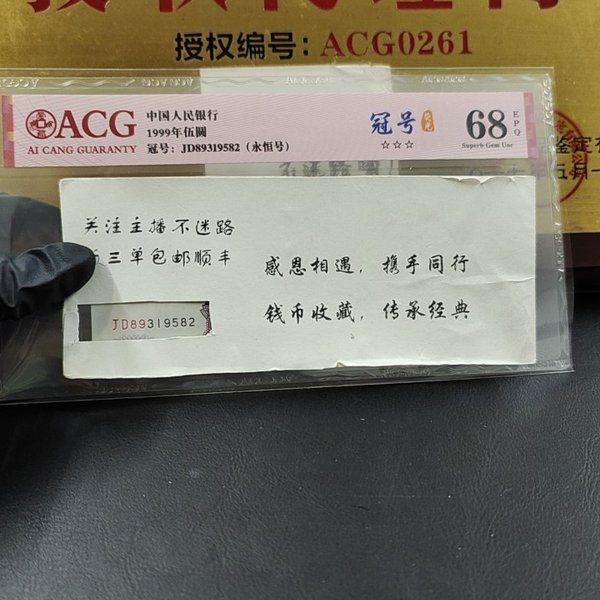 授权编号: ACG0261
ACG
AI CANG GUARANTY
中国人民银行
1999年伍圆
冠号: JD89319582 (永恒号)
冠号
☆☆☆
68
EPQ
Superb Gem Unc
关注主播不迷路
三单包邮顺丰
感恩相遇，携手同行
钱币收藏，传承经典
JD89319582
鉴定